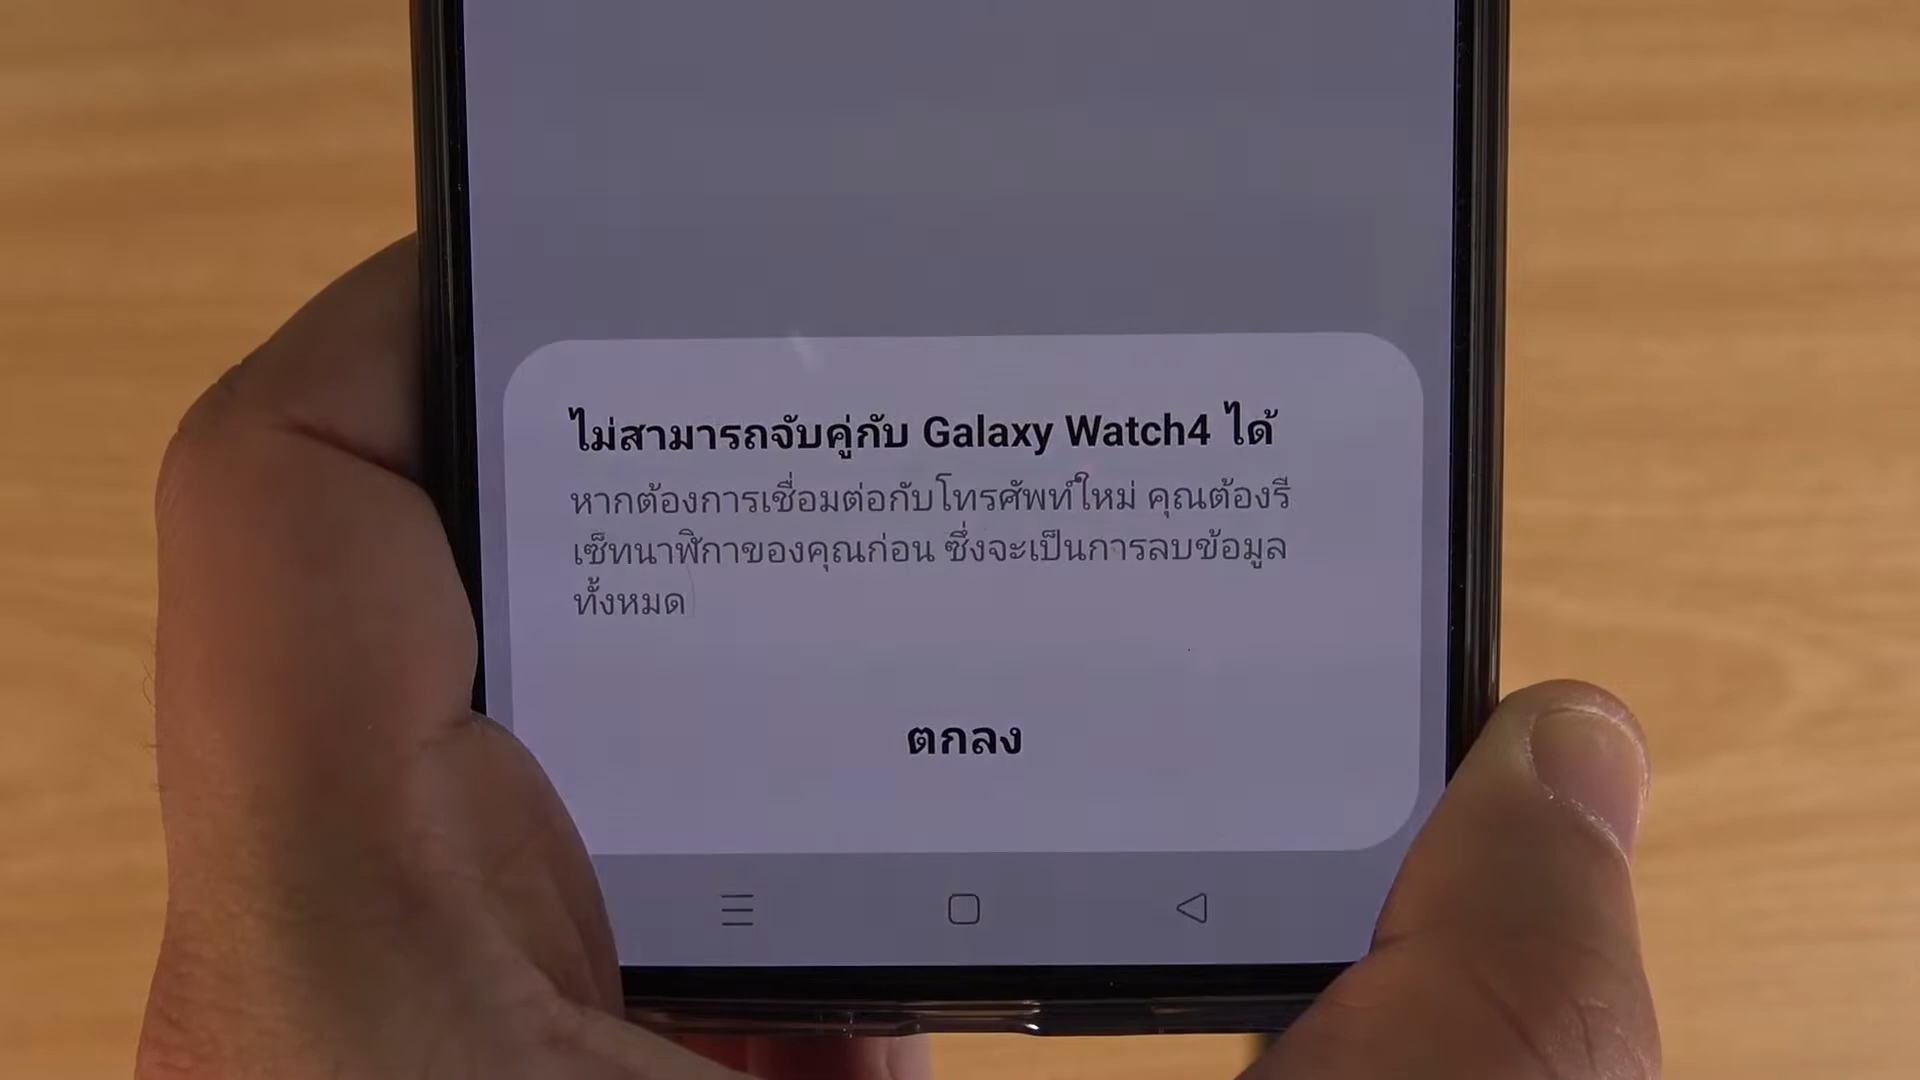 ไม่สามารถจับคู่กับ Galaxy Watch4 ได้
หากต้องการเชื่อมต่อกับโทรศัพท์ใหม่ คุณต้องรี
เซ็ทนาฬิกาของคุณก่อน ซึ่งจะเป็นการลบข้อมูล
ทั้งหมด
ตกลง